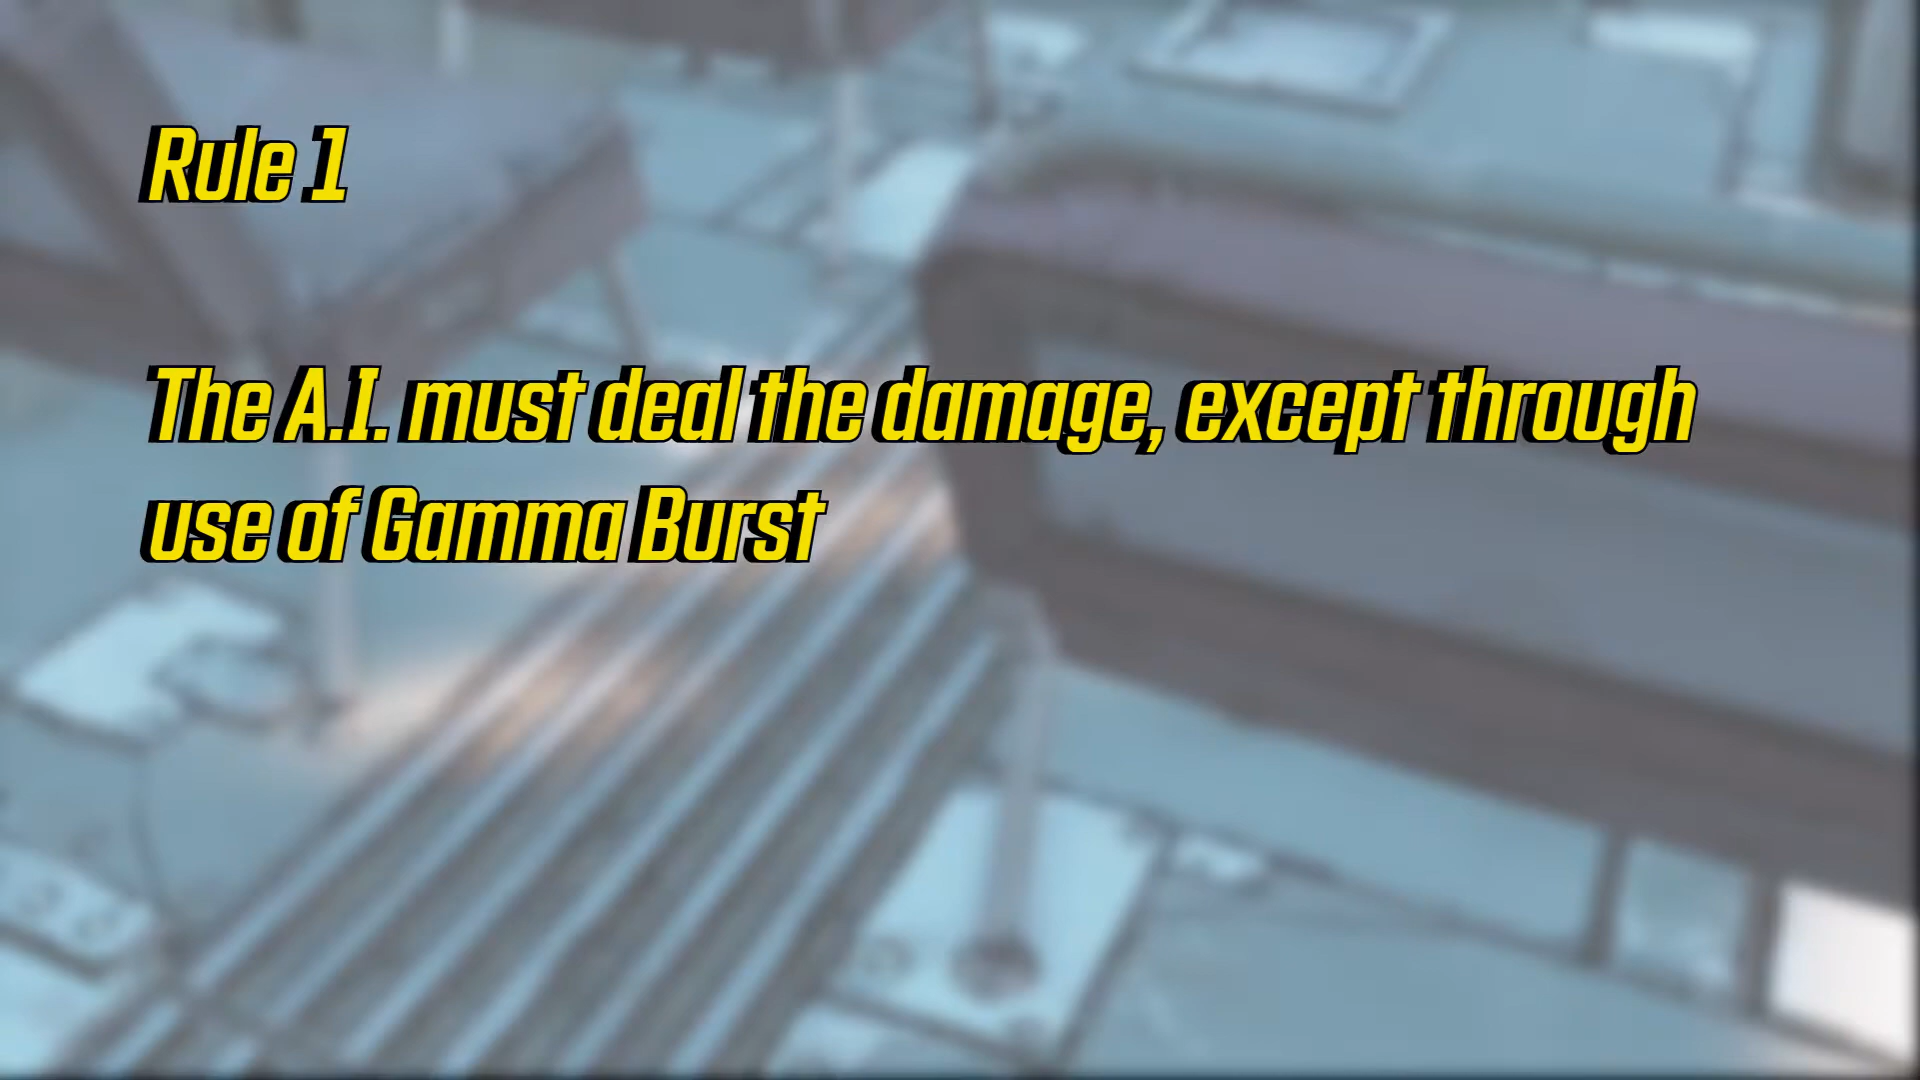 Rule 1
The A.I. must deal the damage, except through
use of Gamma Burst